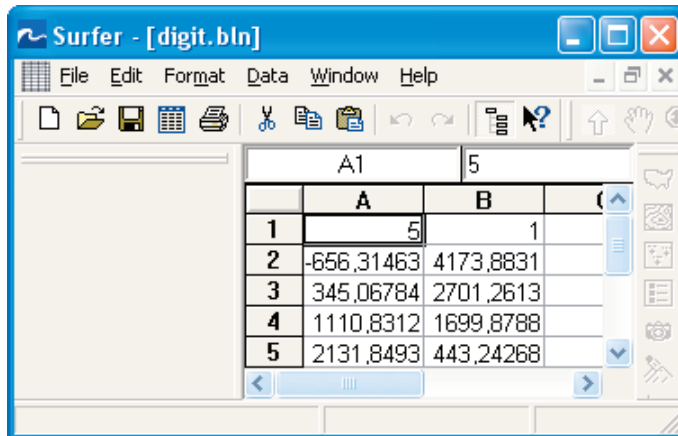 Surfer - [digit.bln]
File Edit Format Data Window Help
A1 5
A B
1 5 1
2 -656,31463 4173,8831
3 345,06784 2701,2613
4 1110,8312 1699,8788
5 2131,8493 443,24268